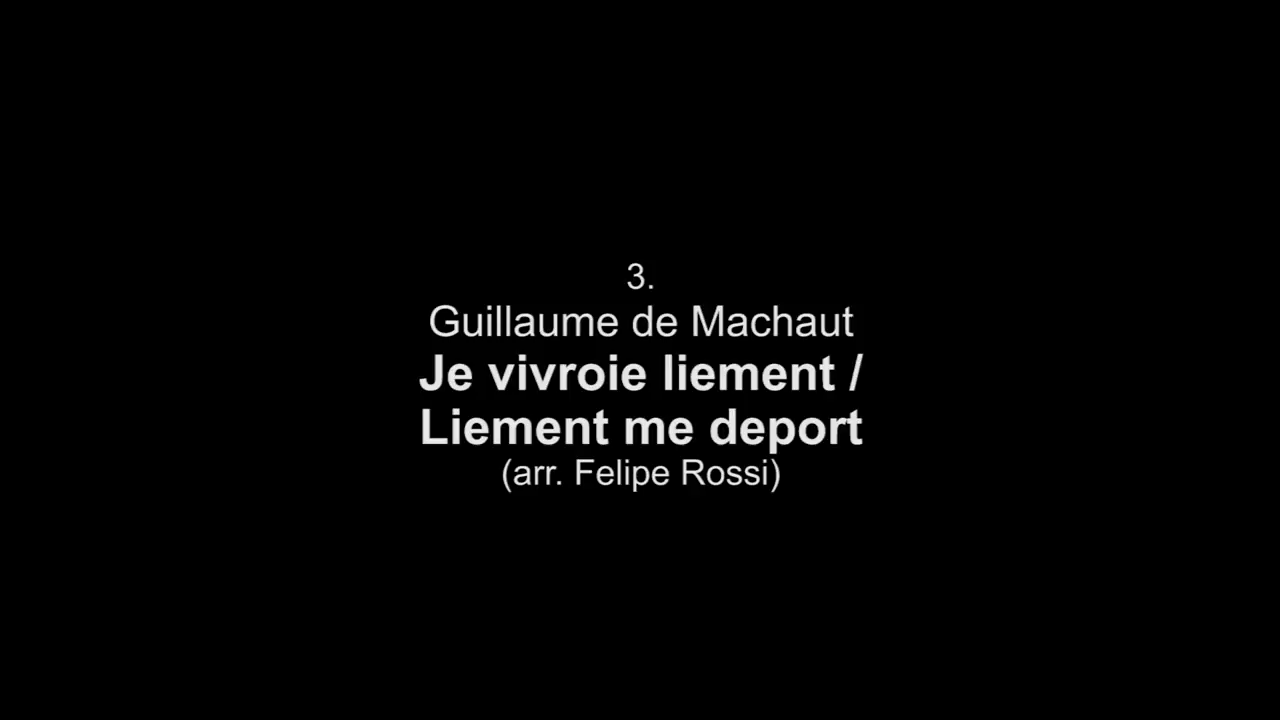 3.
Guillaume de Machaut
Je vivroie liement /
Liement me deport
(arr. Felipe Rossi)